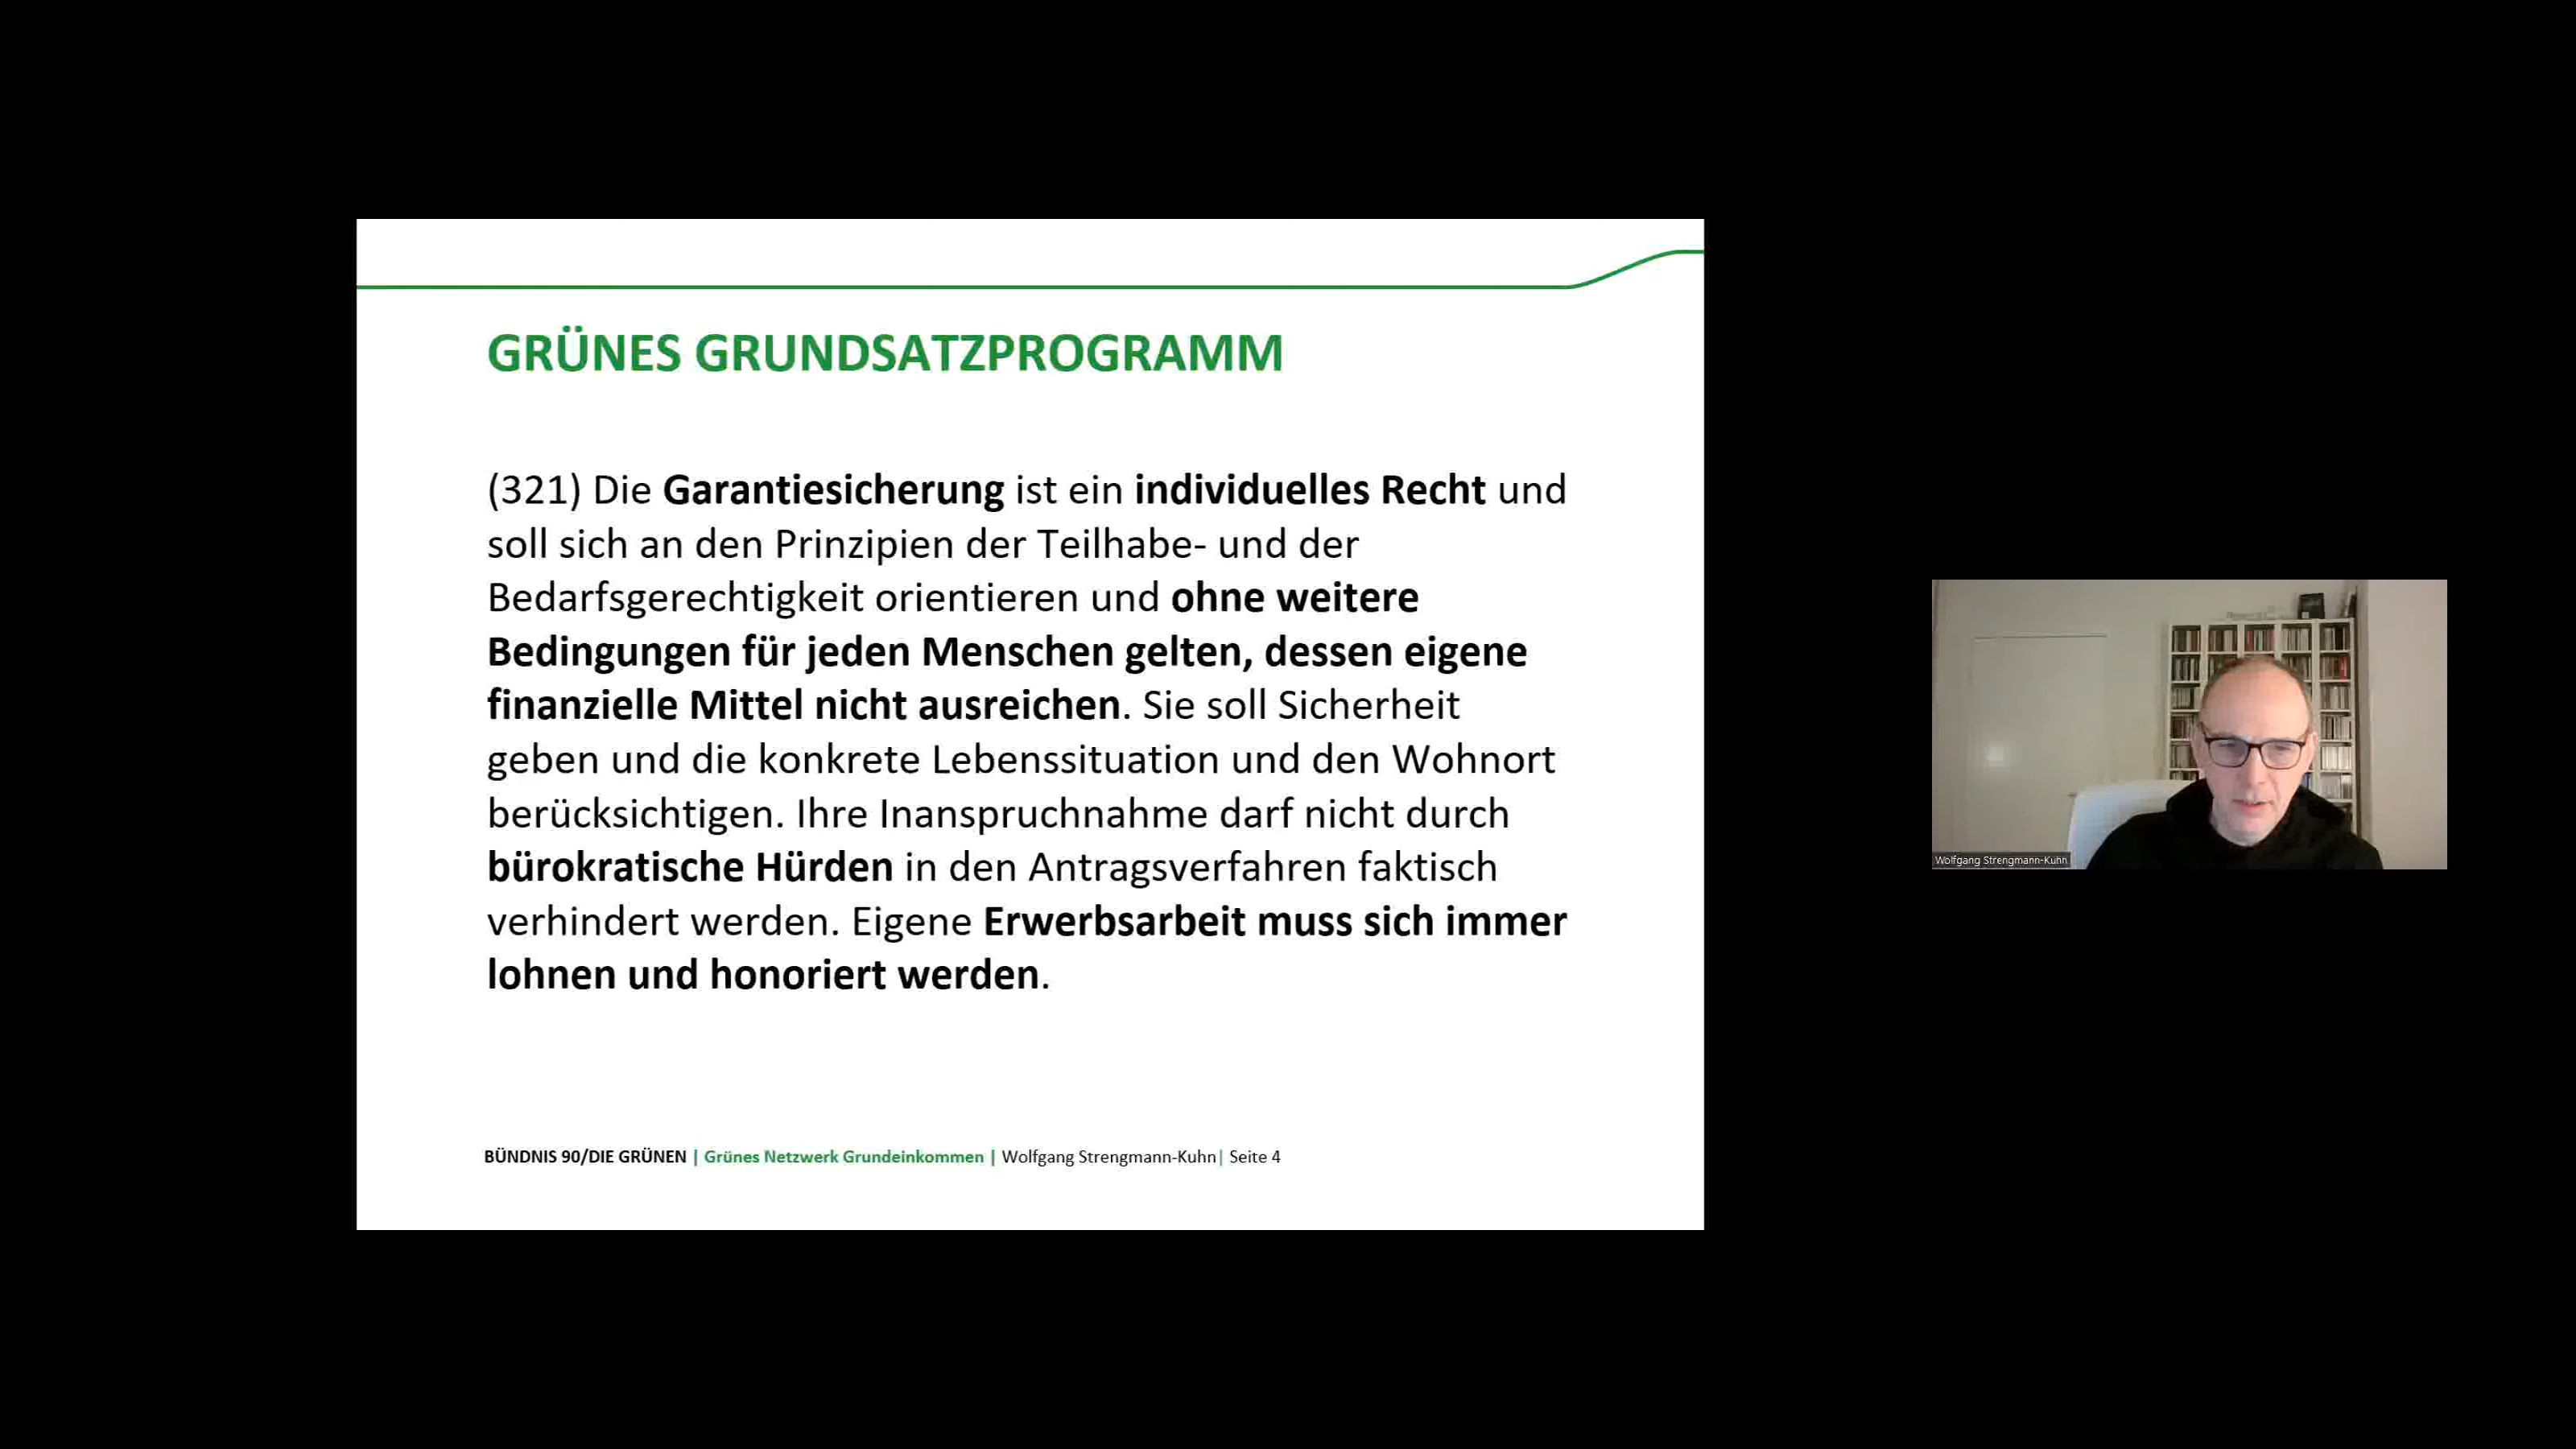 GRÜNES GRUNDSATZPROGRAMM
(321) Die Garantiesicherung ist ein individuelles Recht und
soll sich an den Prinzipien der Teilhabe- und der
Bedarfsgerechtigkeit orientieren und ohne weitere
Bedingungen für jeden Menschen gelten, dessen eigene
finanzielle Mittel nicht ausreichen. Sie soll Sicherheit
geben und die konkrete Lebenssituation und den Wohnort
berücksichtigen. Ihre Inanspruchnahme darf nicht durch
bürokratische Hürden in den Antragsverfahren faktisch
verhindert werden. Eigene Erwerbsarbeit muss sich immer
lohnen und honoriert werden.
BÜNDNIS 90/DIE GRÜNEN | Grünes Netzwerk Grundeinkommen | Wolfgang Strengmann-Kuhn| Seite 4
Wolfgang Strengmann-Kuhn